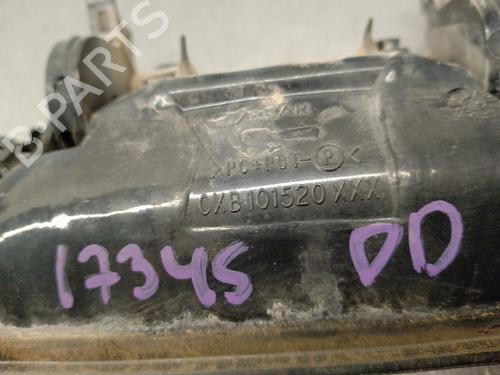 B-PARTS
>PC+PBT-Ⓟ<
CXB101520XXX
17345 DD